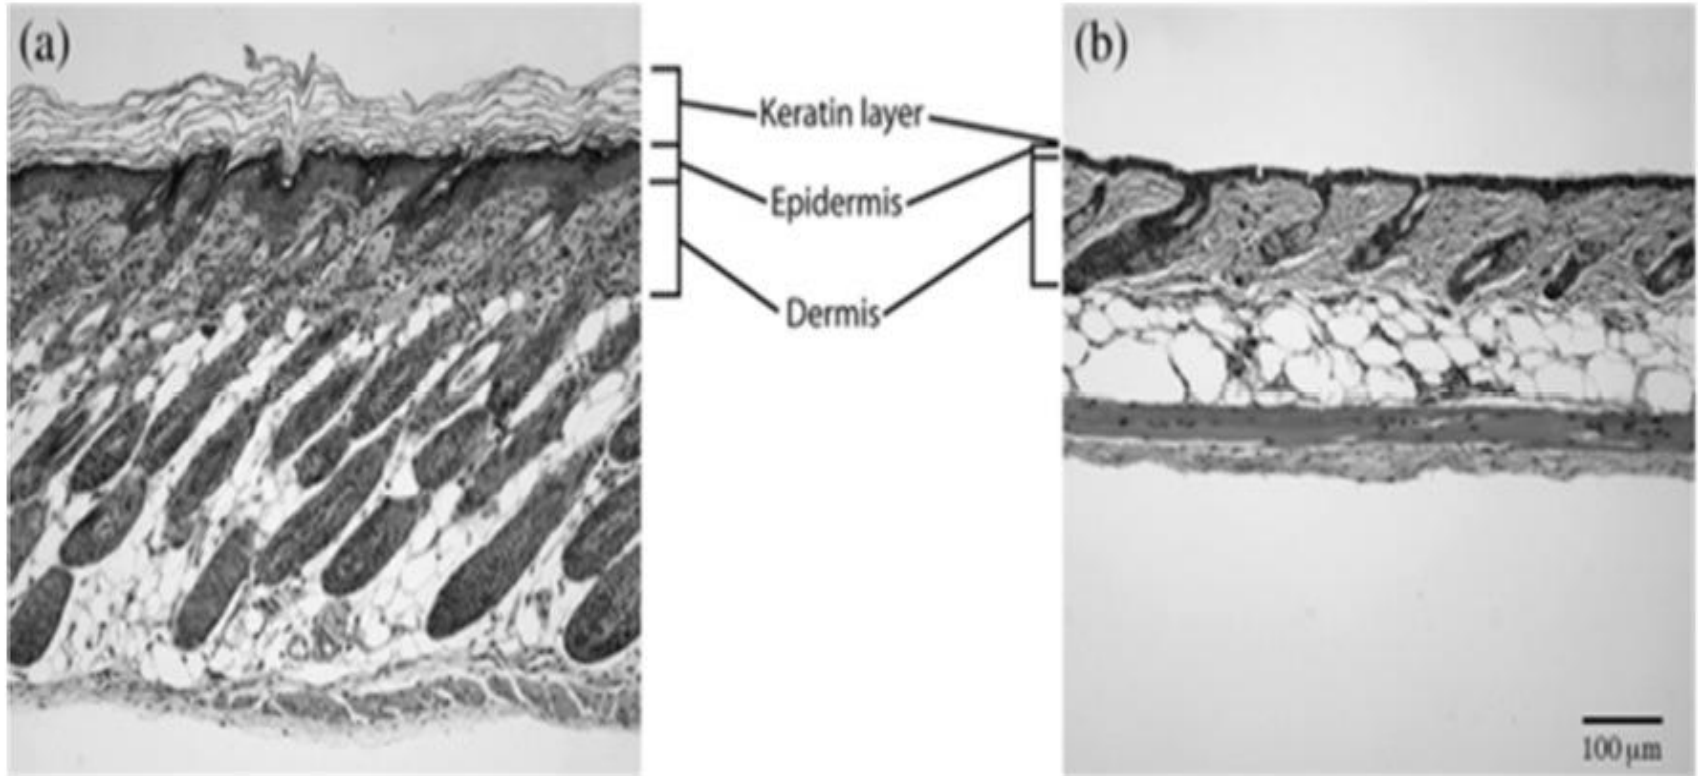 (a)
(b)
Keratin layer
Epidermis
Dermis
100 µm